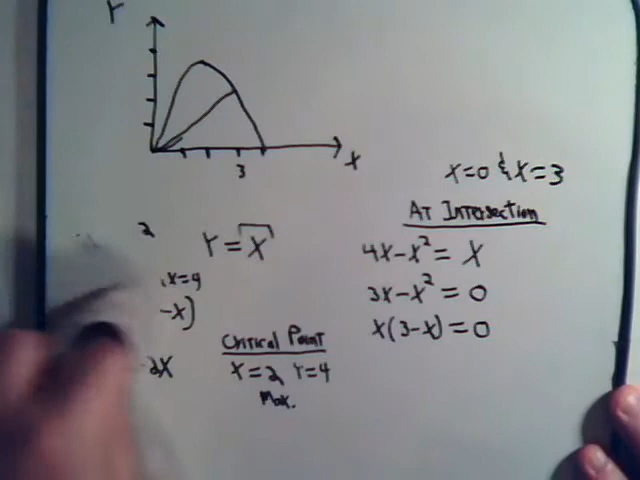 Y
X
3
X=0 & X=3
At Intersection
2
Y = X
4X-X² = X
,X=4
3X-X² = 0
-X)
X(3-X) = 0
Critical Point
-2X
X=2 Y=4
Max.